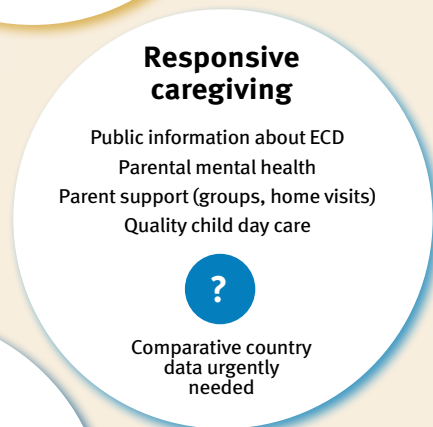 Responsive
caregiving
Public information about ECD
Parental mental health
Parent support (groups, home visits)
Quality child day care
?
Comparative country
data urgently
needed